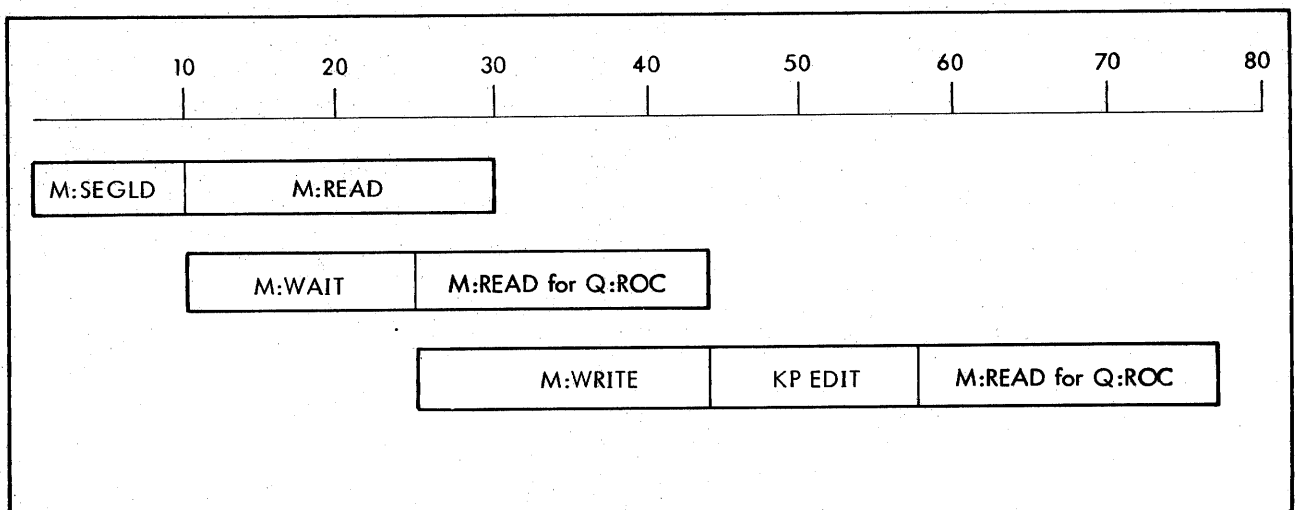 10 20 30 40 50 60 70 80
M:SEGLD M:READ
M:WAIT M:READ for Q:ROC
M:WRITE KP EDIT M:READ for Q:ROC